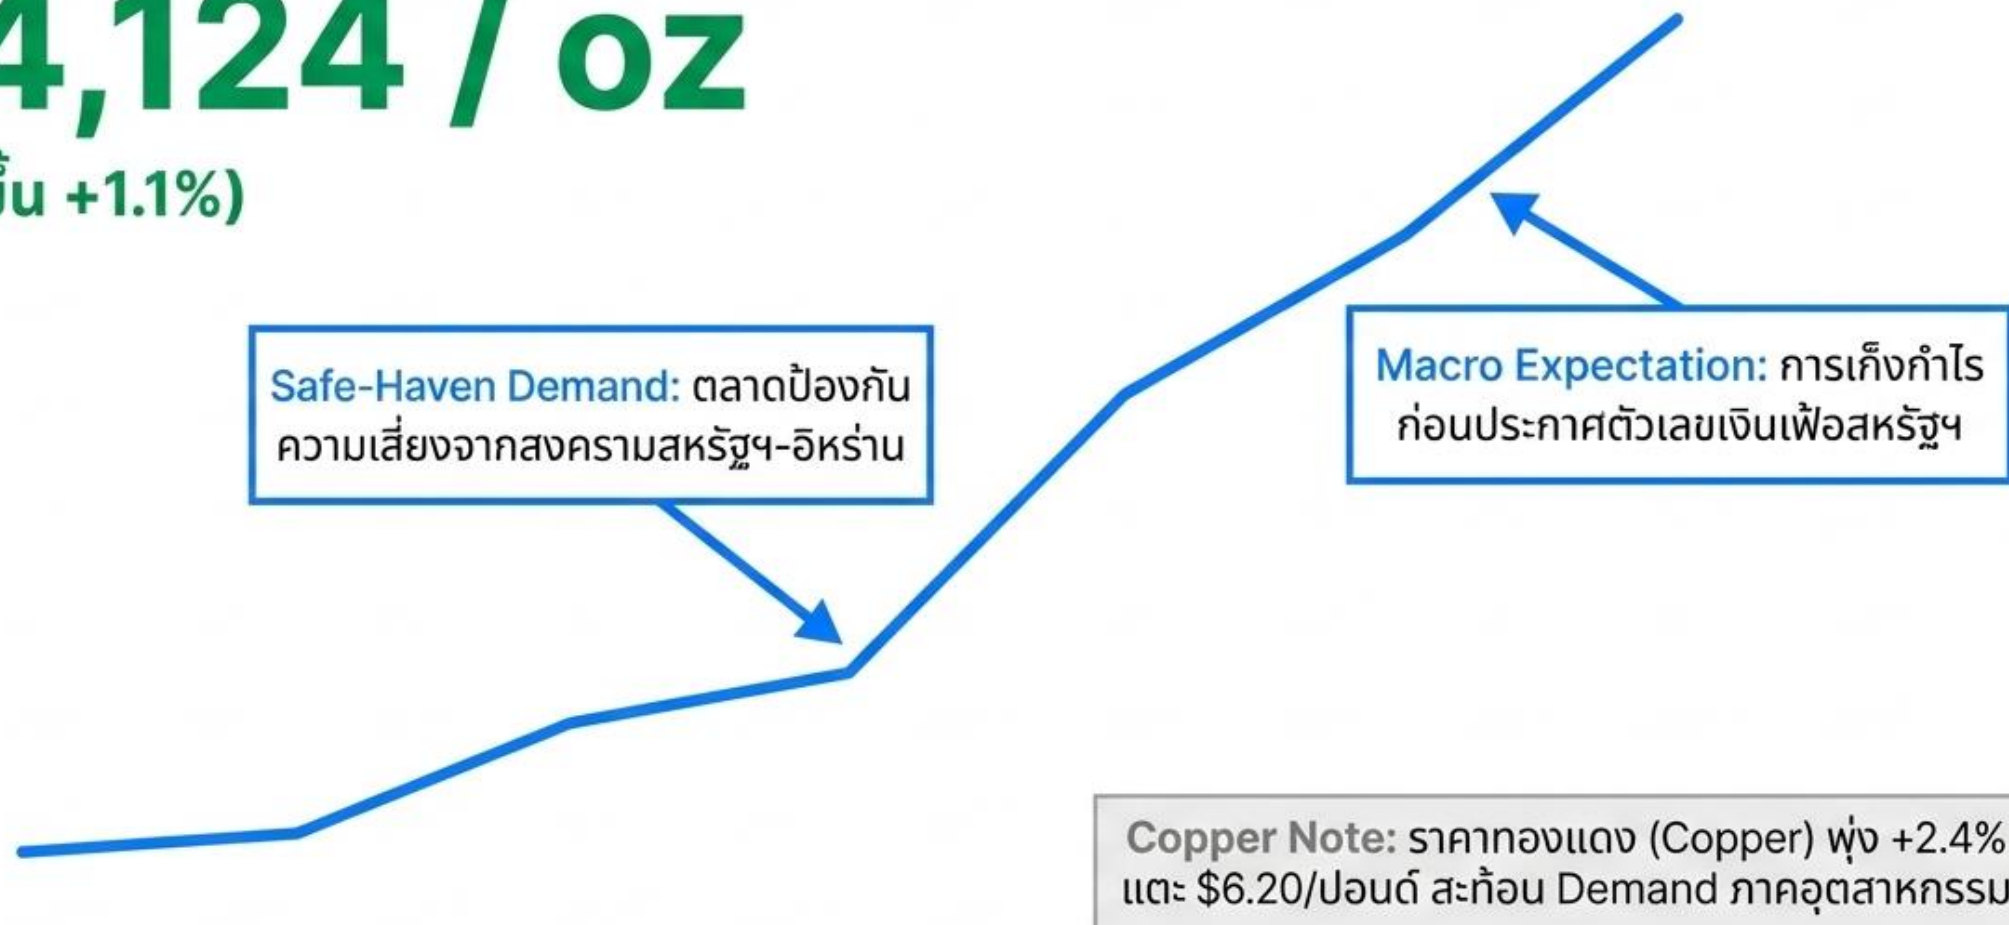 4,124 / oz
ขึ้น +1.1%)
Safe-Haven Demand: ตลาดป้องกัน
ความเสี่ยงจากสงครามสหรัฐฯ-อิหร่าน
Macro Expectation: การเก็งกำไร
ก่อนประกาศตัวเลขเงินเฟ้อสหรัฐฯ
Copper Note: ราคาทองแดง (Copper) พุ่ง +2.4%
แตะ $6.20/ปอนด์ สะท้อน Demand ภาคอุตสาหกรรม